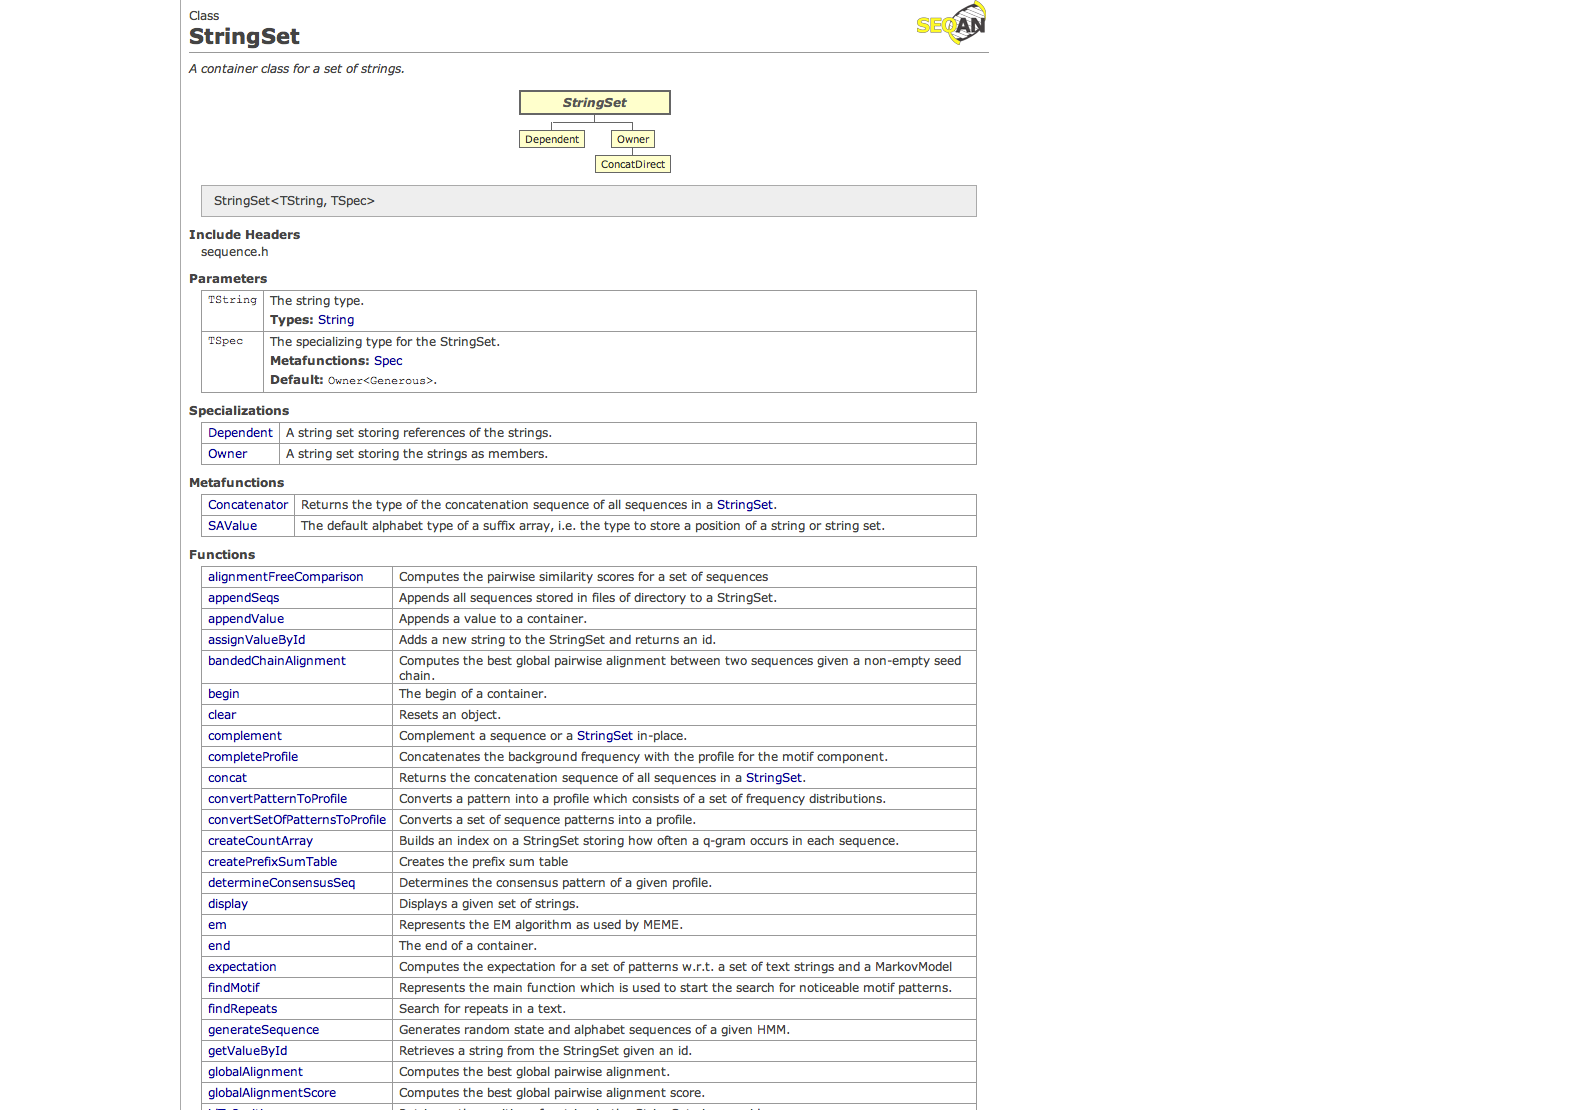 Class
StringSet
SEQAN
A container class for a set of strings.
StringSet
Dependent Owner
ConcatDirect
StringSet<TString, TSpec>
Include Headers
sequence.h
Parameters
TString The string type.
Types: String
TSpec The specializing type for the StringSet.
Metafunctions: Spec
Default: Owner<Generous>.
Specializations
Dependent A string set storing references of the strings.
Owner A string set storing the strings as members.
Metafunctions
Concatenator Returns the type of the concatenation sequence of all sequences in a StringSet.
SAValue The default alphabet type of a suffix array, i.e. the type to store a position of a string or string set.
Functions
alignmentFreeComparison Computes the pairwise similarity scores for a set of sequences
appendSeqs Appends all sequences stored in files of directory to a StringSet.
appendValue Appends a value to a container.
assignValueById Adds a new string to the StringSet and returns an id.
bandedChainAlignment Computes the best global pairwise alignment between two sequences given a non-empty seed
chain.
begin The begin of a container.
clear Resets an object.
complement Complement a sequence or a StringSet in-place.
completeProfile Concatenates the background frequency with the profile for the motif component.
concat Returns the concatenation sequence of all sequences in a StringSet.
convertPatternToProfile Converts a pattern into a profile which consists of a set of frequency distributions.
convertSetOfPatternsToProfile Converts a set of sequence patterns into a profile.
createCountArray Builds an index on a StringSet storing how often a q-gram occurs in each sequence.
createPrefixSumTable Creates the prefix sum table
determineConsensusSeq Determines the consensus pattern of a given profile.
display Displays a given set of strings.
em Represents the EM algorithm as used by MEME.
end The end of a container.
expectation Computes the expectation for a set of patterns w.r.t. a set of text strings and a MarkovModel
findMotif Represents the main function which is used to start the search for noticeable motif patterns.
findRepeats Search for repeats in a text.
generateSequence Generates random state and alphabet sequences of a given HMM.
getValueById Retrieves a string from the StringSet given an id.
globalAlignment Computes the best global pairwise alignment.
globalAlignmentScore Computes the best global pairwise alignment score.